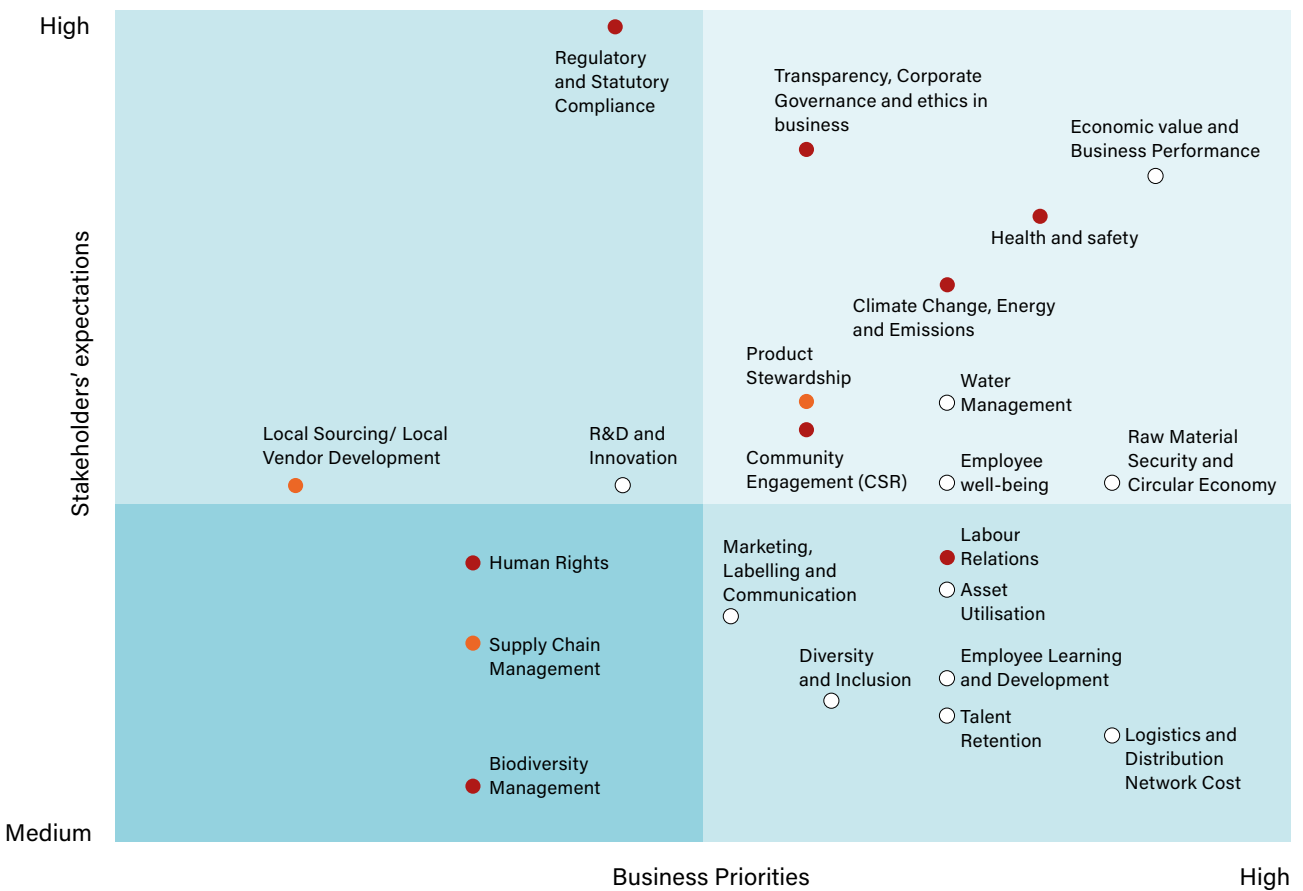 High
Regulatory
and Statutory
Compliance
Transparency, Corporate
Governance and ethics in
business
Economic value and
Business Performance
Health and safety
Climate Change, Energy
and Emissions
Product
Stewardship
Water
Management
Stakeholders’ expectations
Local Sourcing/ Local
Vendor Development
R&D and
Innovation
Community
Engagement (CSR)
Employee
well-being
Raw Material
Security and
Circular Economy
Human Rights
Supply Chain
Management
Biodiversity
Management
Marketing,
Labelling and
Communication
Labour
Relations
Asset
Utilisation
Diversity
and Inclusion
Employee Learning
and Development
Talent
Retention
Logistics and
Distribution
Network Cost
Medium
Business Priorities
High